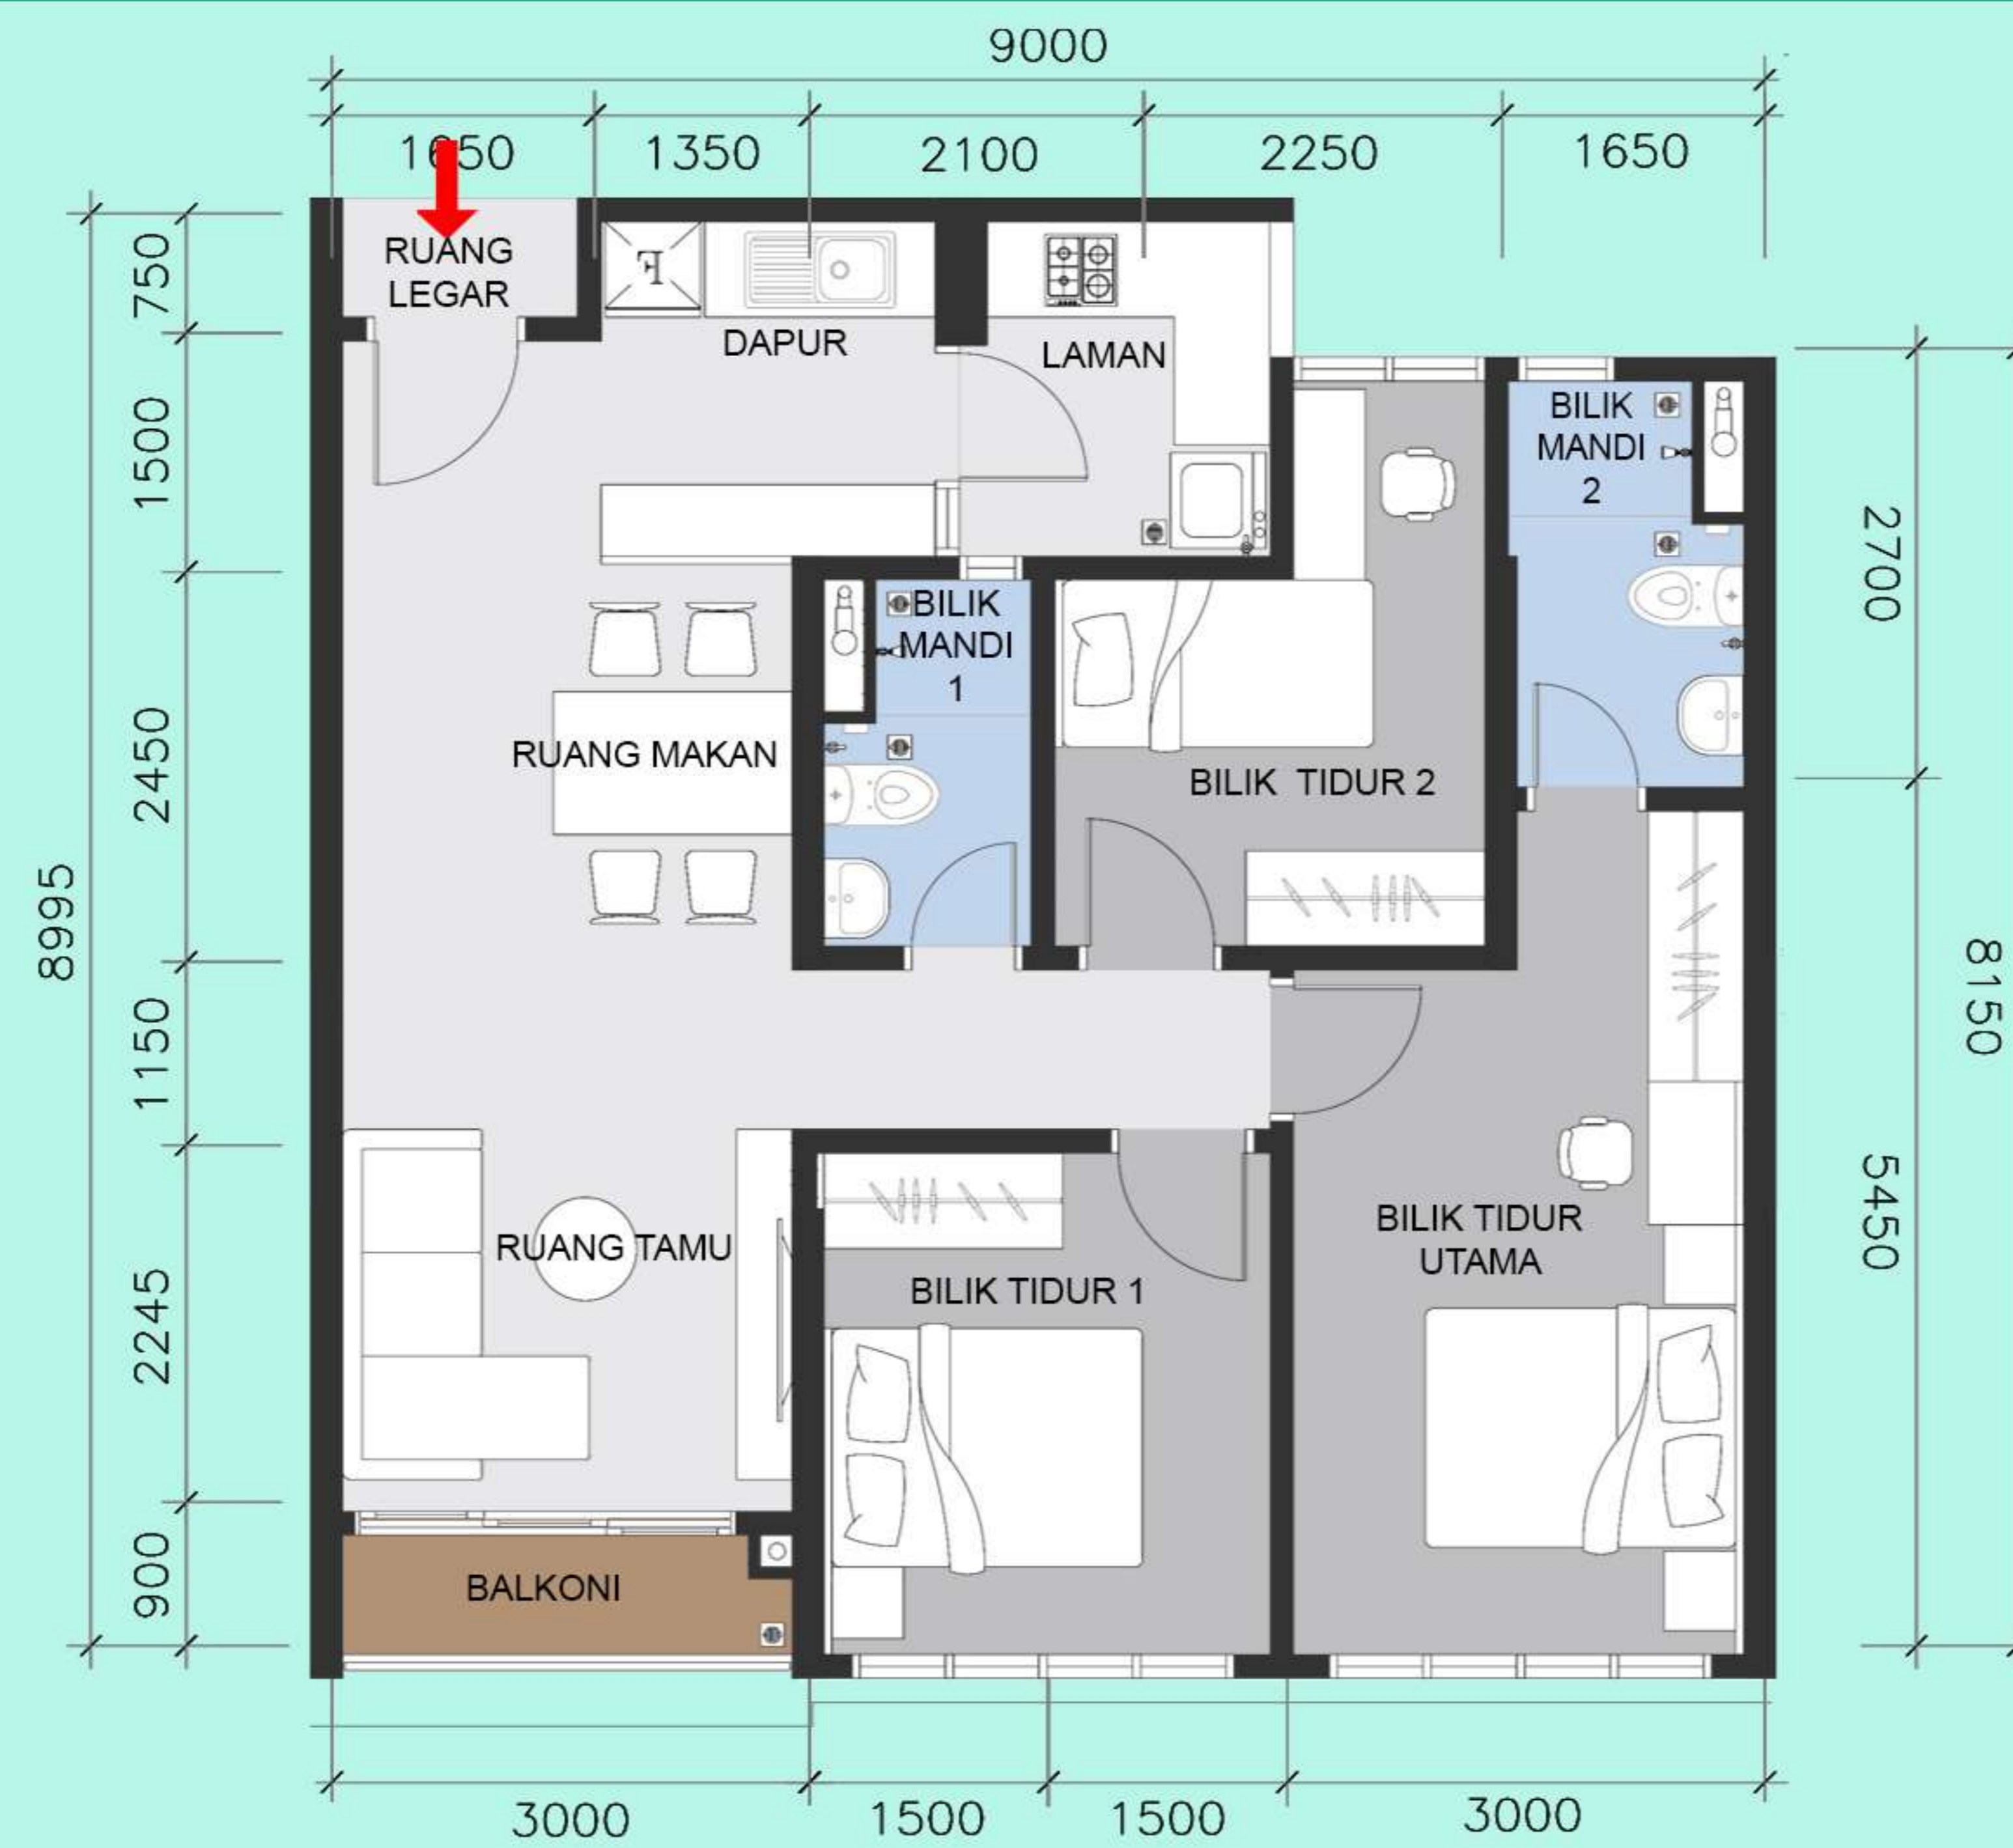 9000
1650
1350
2100
2250
1650
RUANG
LEGAR
F
DAPUR
LAMAN
BILIK
MANDI
2
750
1500
2450
1150
2245
900
8995
BILIK
MANDI
1
RUANG MAKAN
BILIK TIDUR 2
2700
5450
8150
RUANG TAMU
BILIK TIDUR 1
BILIK TIDUR
UTAMA
BALKONI
3000
1500
1500
3000